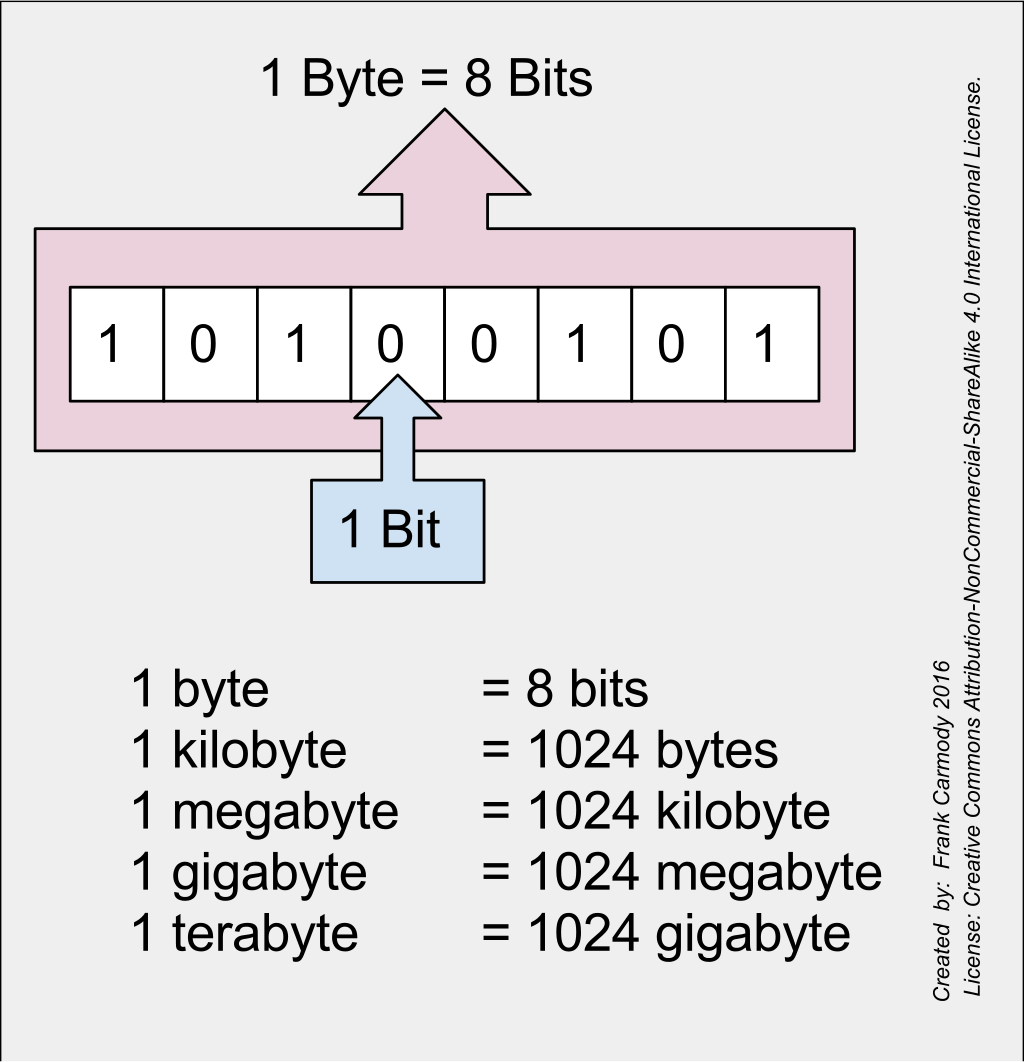 1 Byte = 8 Bits
1 0 1 0 0 1 0 1
1 Bit
1 byte = 8 bits
1 kilobyte = 1024 bytes
1 megabyte = 1024 kilobyte
1 gigabyte = 1024 megabyte
1 terabyte = 1024 gigabyte
Created by: Frank Carmody 2016
License: Creative Commons Attribution-NonCommercial-ShareAlike 4.0 International License.